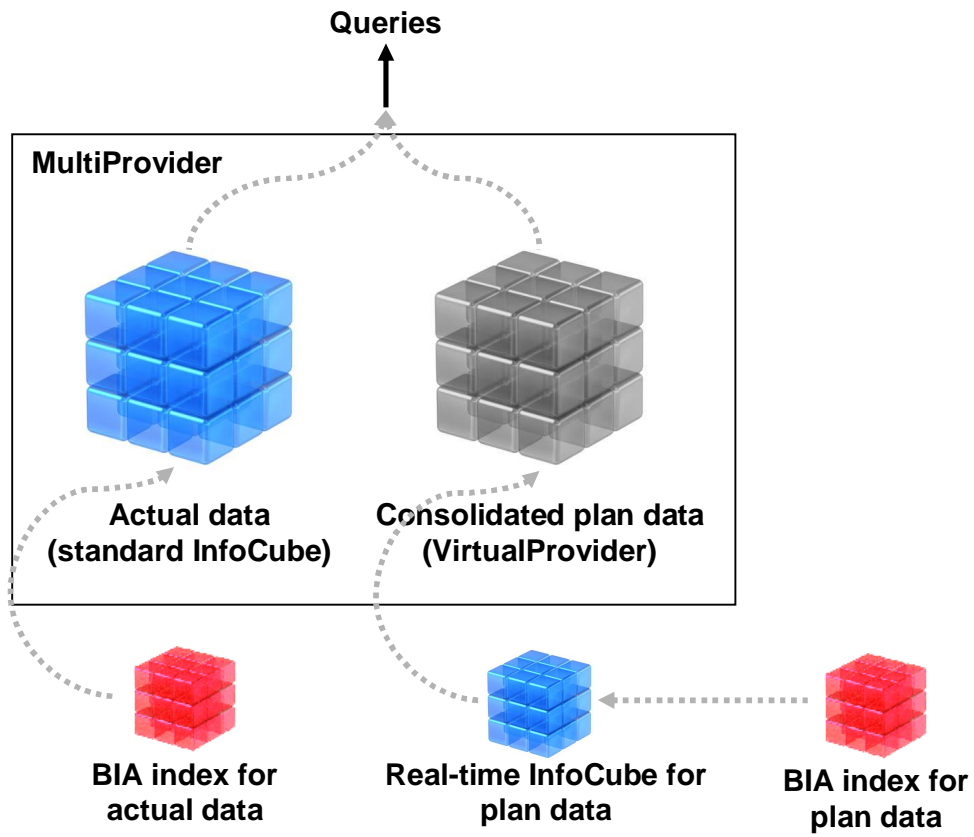 Queries
MultiProvider
Actual data
(standard InfoCube)
Consolidated plan data
(VirtualProvider)
BIA index for
actual data
Real-time InfoCube for
plan data
BIA index for
plan data